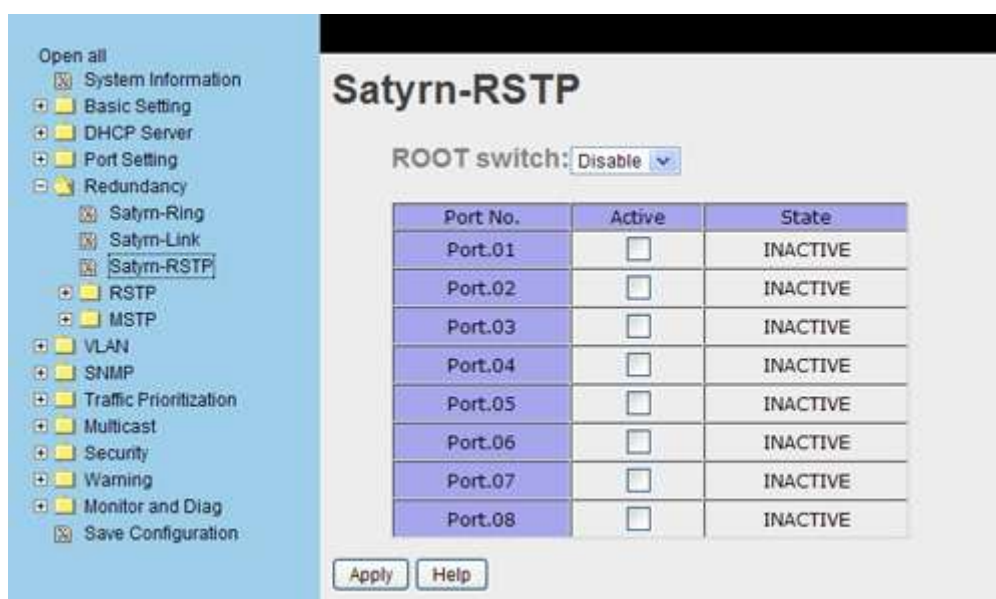 Open all
System Information
Basic Setting
DHCP Server
Port Setting
Redundancy
Satyrn-Ring
Satyrn-Link
Satyrn-RSTP
RSTP
MSTP
VLAN
SNMP
Traffic Prioritization
Multicast
Security
Warning
Monitor and Diag
Save Configuration
Satyrn-RSTP
ROOT switch: Disable
Port No. Active State
Port.01 INACTIVE
Port.02 INACTIVE
Port.03 INACTIVE
Port.04 INACTIVE
Port.05 INACTIVE
Port.06 INACTIVE
Port.07 INACTIVE
Port.08 INACTIVE
Apply Help